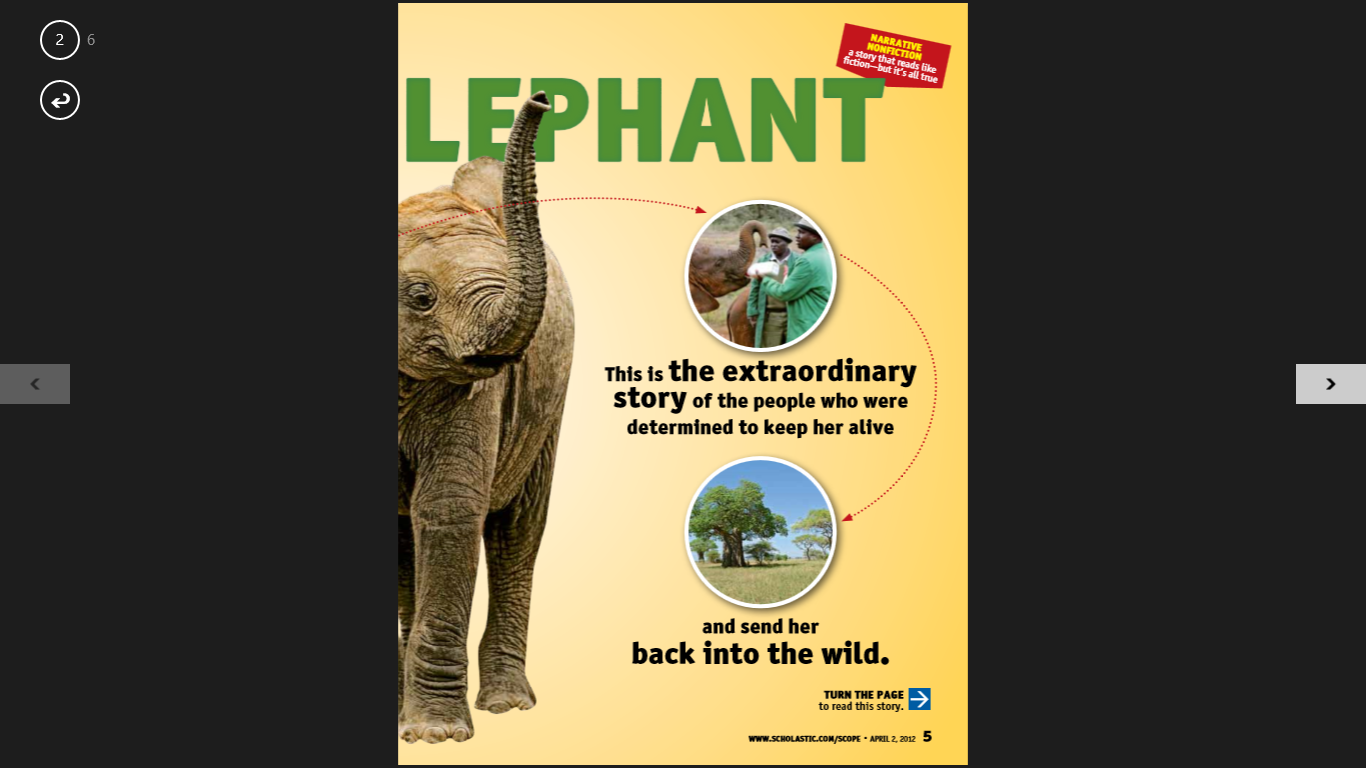 2 6
NARRATIVE
NONFICTION
a story that reads like
fiction—but it's all true
LEPHANT
This is the extraordinary
story of the people who were
determined to keep her alive
and send her
back into the wild.
TURN THE PAGE
to read this story.
WWW.SCHOLASTIC.COM/SCOPE • APRIL 2, 2012 5